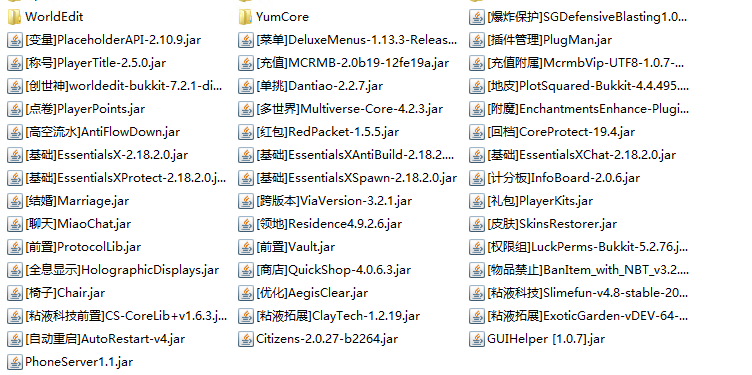 WorldEdit
YumCore
[爆炸保护]SGDefensiveBlasting1.0...
[变量]PlaceholderAPI-2.10.9.jar
[菜单]DeluxeMenus-1.13.3-Releas...
[插件管理]PlugMan.jar
[称号]PlayerTitle-2.5.0.jar
[充值]MCRMB-2.0b19-12fe19a.jar
[充值附属]McrmbVip-UTF8-1.0.7-...
[创世神]worldedit-bukkit-7.2.1-di...
[单挑]Dantiao-2.2.7.jar
[地皮]PlotSquared-Bukkit-4.4.495....
[点卷]PlayerPoints.jar
[多世界]Multiverse-Core-4.2.3.jar
[附魔]EnchantmentsEnhance-Plugi...
[高空流水]AntiFlowDown.jar
[红包]RedPacket-1.5.5.jar
[回档]CoreProtect-19.4.jar
[基础]EssentialsX-2.18.2.0.jar
[基础]EssentialsXAntiBuild-2.18.2....
[基础]EssentialsXChat-2.18.2.0.jar
[基础]EssentialsXProtect-2.18.2.0.j...
[基础]EssentialsXSpawn-2.18.2.0.jar
[计分板]InfoBoard-2.0.6.jar
[结婚]Marriage.jar
[跨版本]ViaVersion-3.2.1.jar
[礼包]PlayerKits.jar
[聊天]MiaoChat.jar
[领地]Residence4.9.2.6.jar
[皮肤]SkinsRestorer.jar
[前置]ProtocolLib.jar
[前置]Vault.jar
[权限组]LuckPerms-Bukkit-5.2.76.j...
[全息显示]HolographicDisplays.jar
[商店]QuickShop-4.0.6.3.jar
[物品禁止]BanItem_with_NBT_v3.2....
[椅子]Chair.jar
[优化]AegisClear.jar
[粘液科技]Slimefun-v4.8-stable-20...
[粘液科技前置]CS-CoreLib+v1.6.3.j...
[粘液拓展]ClayTech-1.2.19.jar
[粘液拓展]ExoticGarden-vDEV-64-...
[自动重启]AutoRestart-v4.jar
Citizens-2.0.27-b2264.jar
GUIHelper [1.0.7].jar
PhoneServer1.1.jar